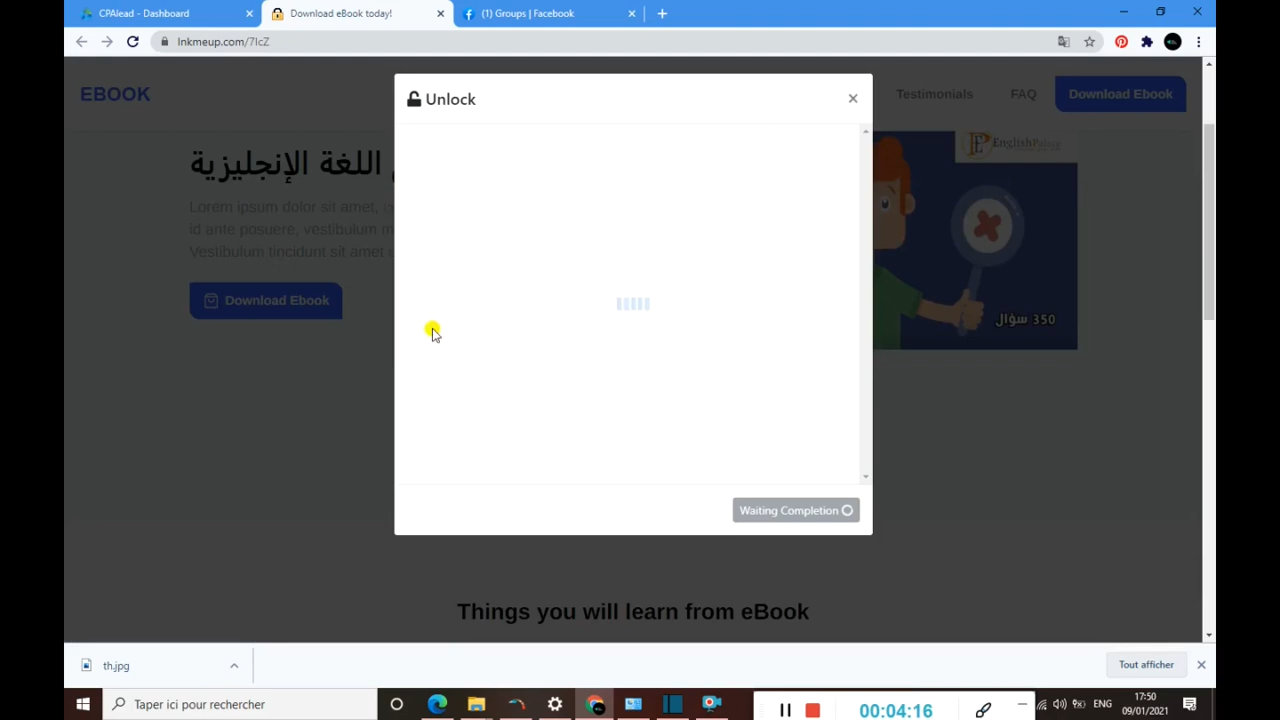 CPAlead - Dashboard
Download eBook today!
(1) Groups | Facebook
lnkmeup.com/7IcZ
EBOOK
Unlock
Testimonials
FAQ
Download Ebook
EnglishPalace
اللغة الإنجليزية
Lorem ipsum dolor sit amet,
id ante posuere, vestibulum
Vestibulum tincidunt sit amet
Download Ebook
350 سؤال
Waiting Completion
Things you will learn from eBook
th.jpg
Tout afficher
Taper ici pour rechercher
00:04:16
ENG
17:50
09/01/2021